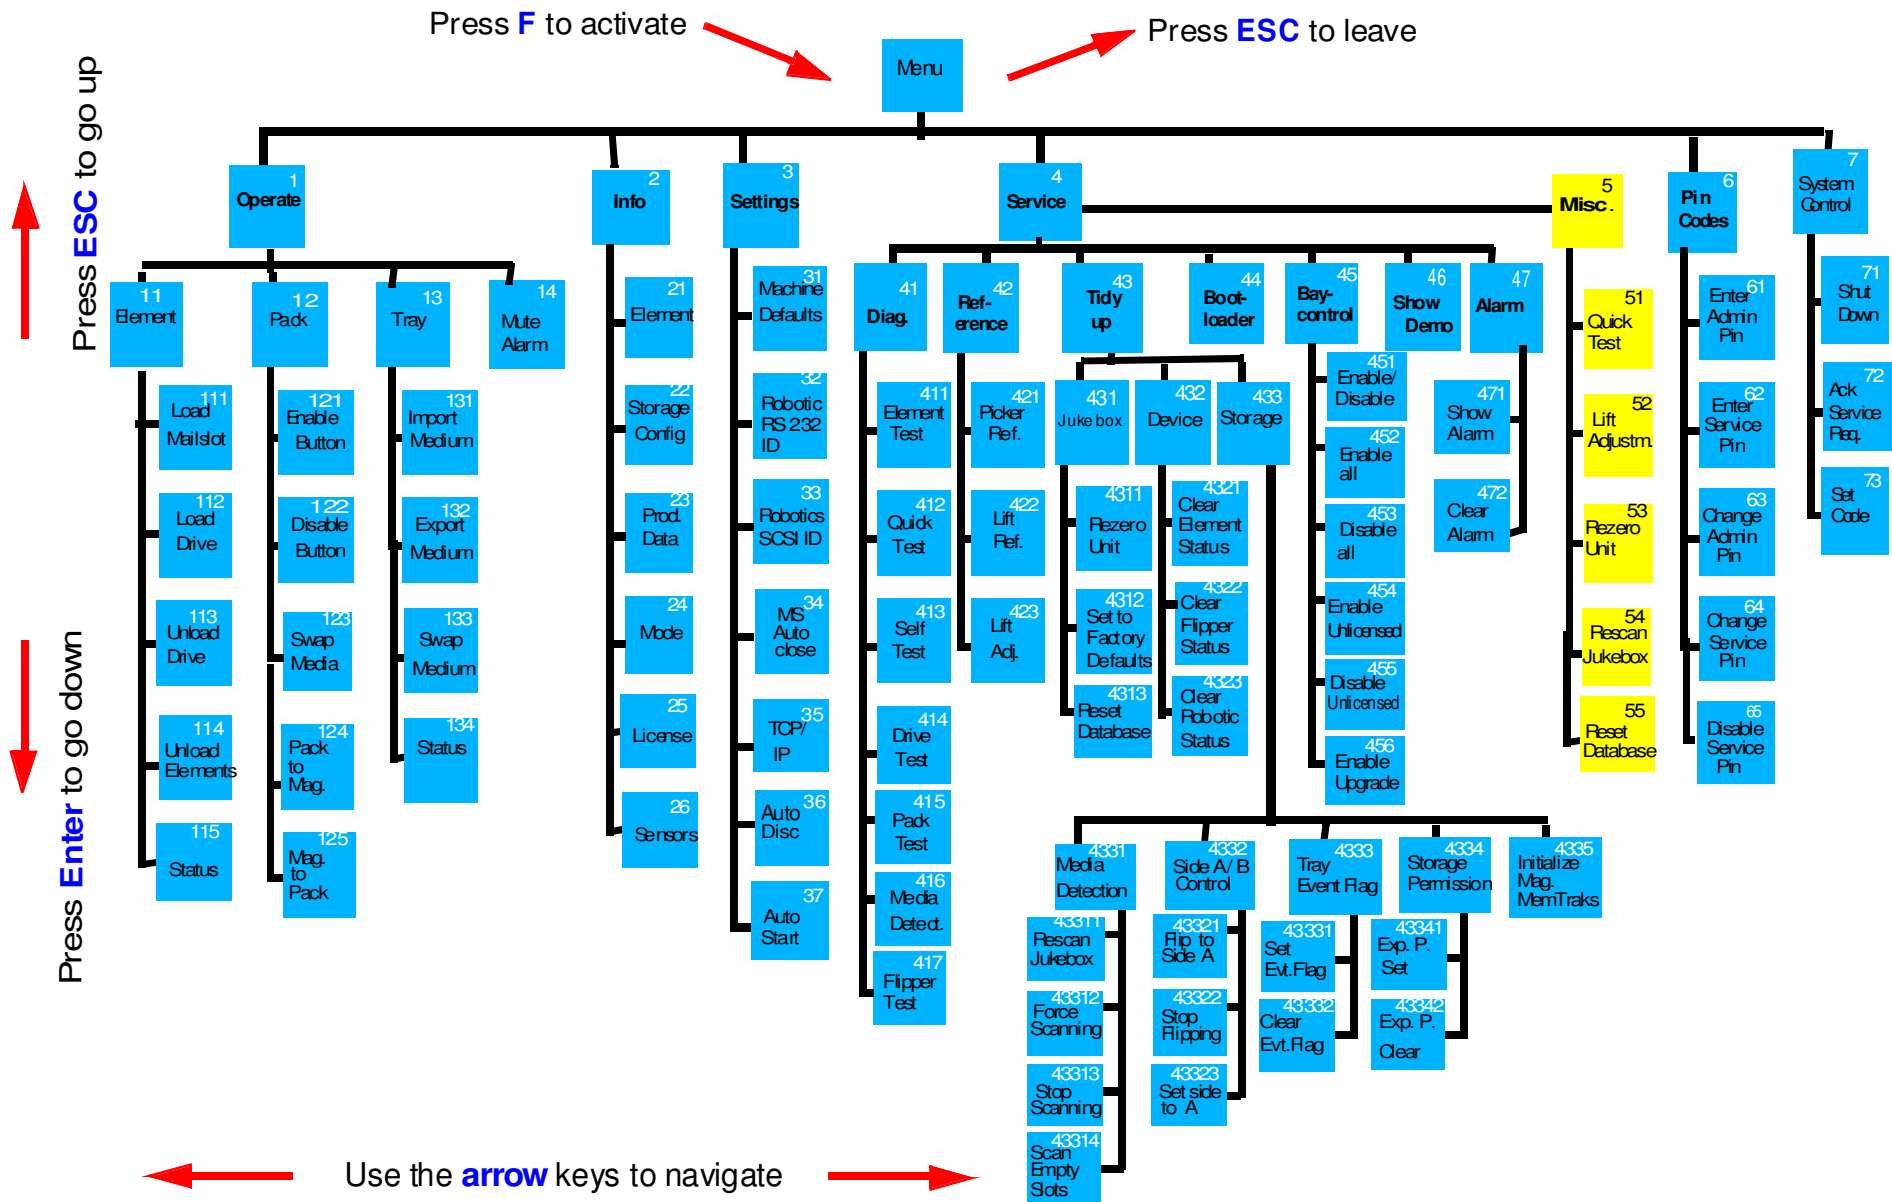 Press F to activate
Press ESC to leave
Menu
Press ESC to go up
Press Enter to go down
1
Operate
2
Info
3
Settings
4
Service
5
Misc.
6
Pin
Codes
7
System
Control
11
Element
12
Pack
13
Tray
14
Mute
Alarm
111
Load
Mailslot
112
Load
Drive
113
Unload
Drive
114
Unload
Elements
115
Status
121
Enable
Button
122
Disable
Button
123
Swap
Media
124
Pack
to
Mag.
125
Mag.
to
Pack
131
Import
Medium
132
Export
Medium
133
Swap
Medium
134
Status
21
Element
22
Storage
Config
23
Prod.
Data
24
Mode
25
License
26
Sensors
31
Machine
Defaults
32
Robotic
RS 232
ID
33
Robotics
SCSI ID
34
MS
Auto
close
35
TCP/
IP
36
Auto
Disc
37
Auto
Start
41
Diag.
42
Ref-
erence
43
Tidy
up
44
Boot-
loader
45
Bay-
control
46
Show
Demo
47
Alarm
411
Element
Test
412
Quick
Test
413
Self
Test
414
Drive
Test
415
Pack
Test
416
Media
Detect.
417
Flipper
Test
421
Picker
Ref.
422
Lift
Ref.
423
Lift
Adj.
431
Jukebox
432
Device
433
Storage
4311
Rezero
Unit
4312
Set to
Factory
Defaults
4313
Reset
Database
4321
Clear
Element
Status
4322
Clear
Flipper
Status
4323
Clear
Robotic
Status
451
Enable/
Disable
452
Enable
all
453
Disable
all
454
Enable
Unlicensed
455
Disable
Unlicensed
456
Enable
Upgrade
471
Show
Alarm
472
Clear
Alarm
51
Quick
Test
52
Lift
Adjustm.
53
Rezero
Unit
54
Rescan
Jukebox
55
Reset
Database
61
Enter
Admin
Pin
62
Enter
Service
Pin
63
Change
Admin
Pin
64
Change
Service
Pin
65
Disable
Service
Pin
71
Shut
Down
72
Ack
Service
Req.
73
Set
Code
4331
Media
Detection
4332
Side A/ B
Control
4333
Tray
Event Flag
4334
Storage
Permission
4335
Initialize
Mag.
MemTraks
43311
Rescan
Jukebox
43312
Force
Scanning
43313
Stop
Scanning
43314
Scan
Empty
Slots
43321
Flip to
Side A
43322
Stop
Flipping
43323
Set side
to A
43331
Set
Evt.Flag
43332
Clear
Evt.Flag
43341
Exp. P.
Set
43342
Exp. P.
Clear
Use the arrow keys to navigate